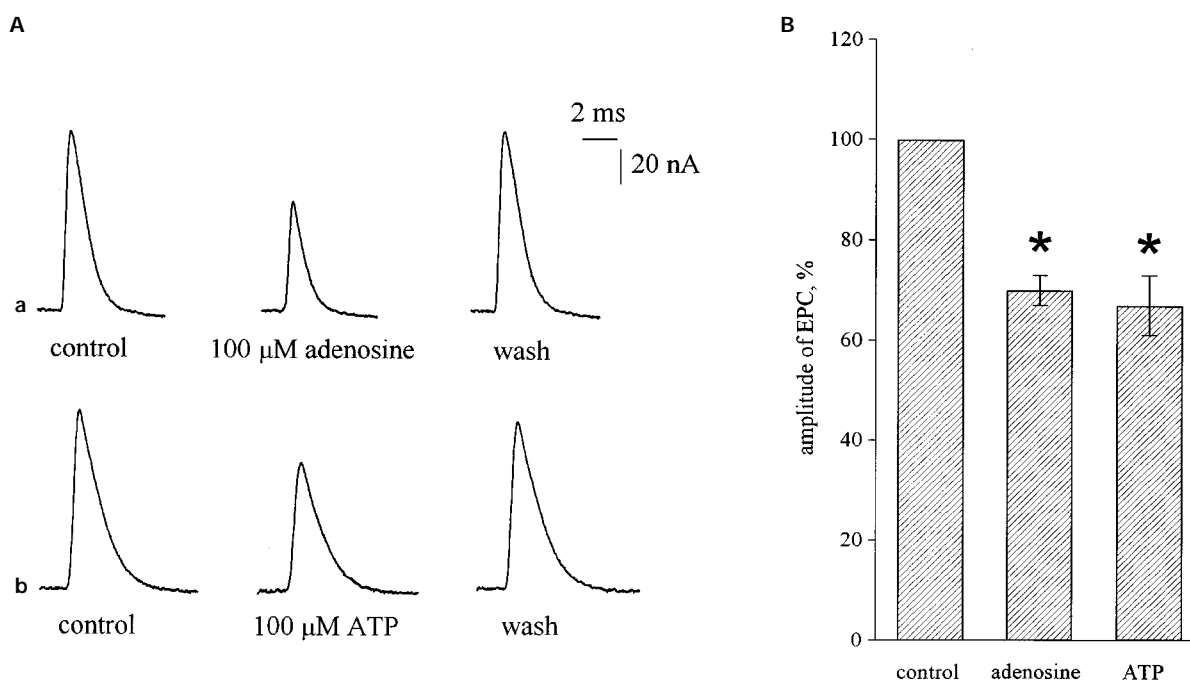 A
2 ms
20 nA
a
control
100 μM adenosine
wash
b
control
100 μM ATP
wash
B
120
100
80
60
40
20
0
amplitude of EPC, %
*
*
control
adenosine
ATP